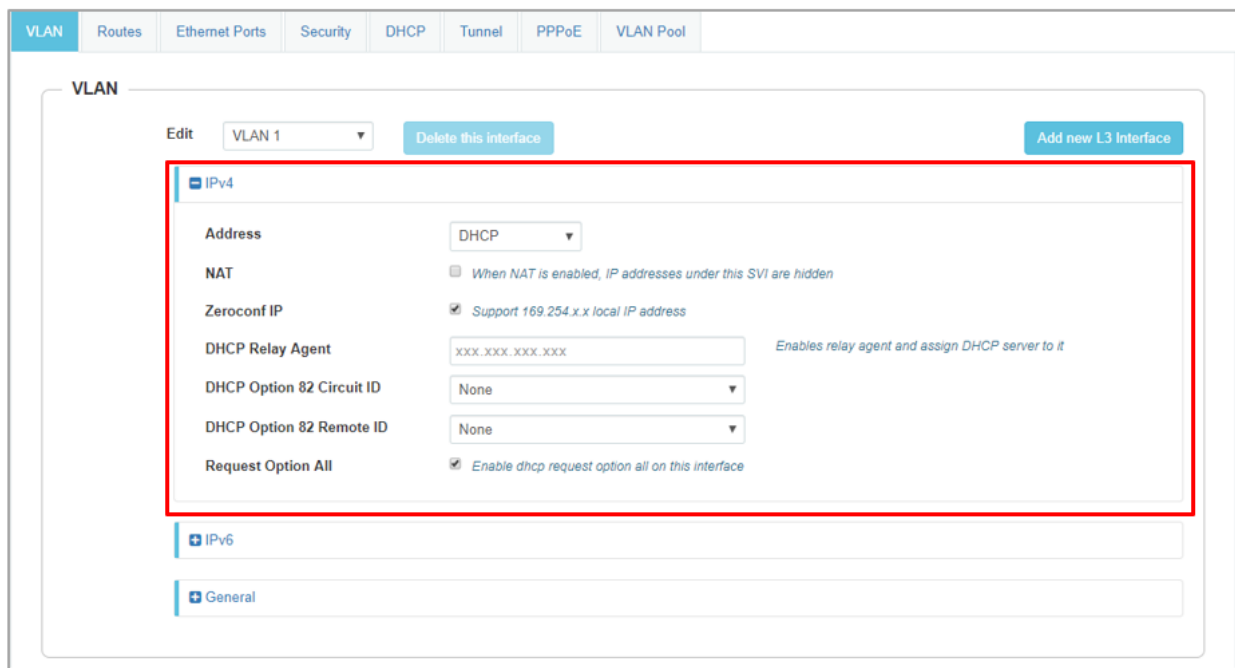 VLAN Routes Ethernet Ports Security DHCP Tunnel PPPoE VLAN Pool
VLAN
Edit VLAN 1 Delete this interface Add new L3 Interface
IPv4
Address DHCP
NAT When NAT is enabled, IP addresses under this SVI are hidden
Zeroconf IP Support 169.254.x.x local IP address
DHCP Relay Agent xxx.xxx.xxx.xxx Enables relay agent and assign DHCP server to it
DHCP Option 82 Circuit ID None
DHCP Option 82 Remote ID None
Request Option All Enable dhcp request option all on this interface
IPv6
General